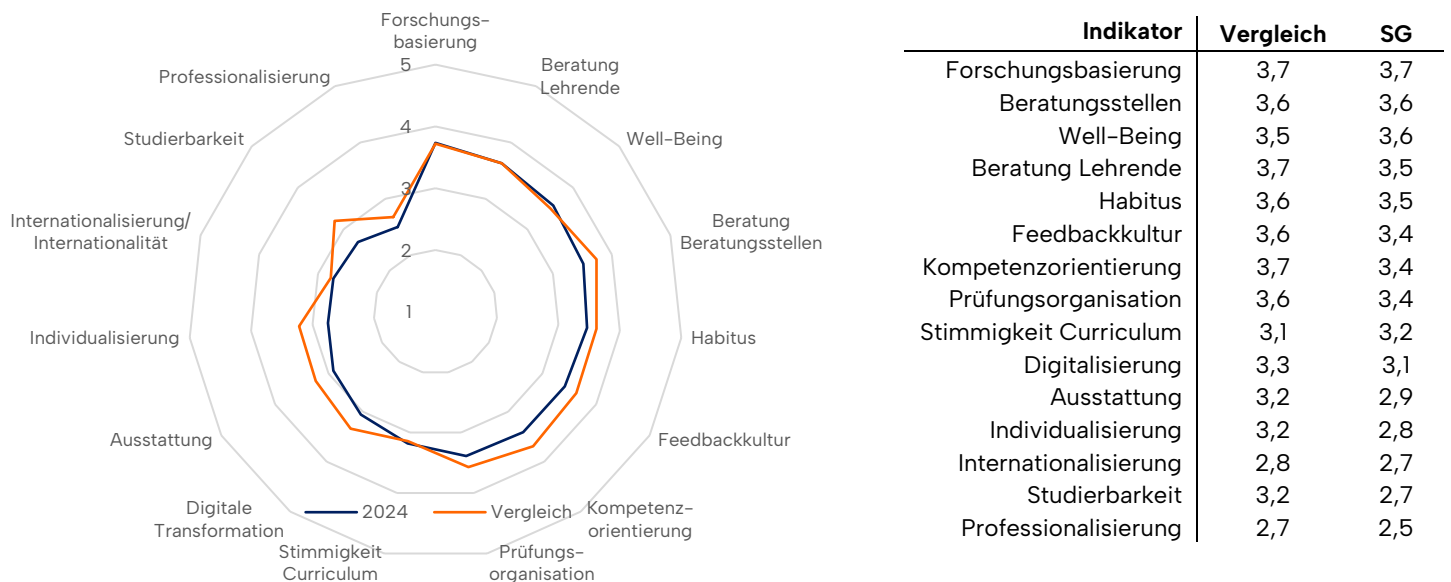 Forschungs-
basierung
Beratung
Lehrende
Well-Being
Beratung
Beratungsstellen
Habitus
Feedbackkultur
Kompetenz-
orientierung
Prüfungs-
organisation
Stimmigkeit
Curriculum
Digitale
Transformation
Ausstattung
Individualisierung
Internationalisierung/
Internationalität
Studierbarkeit
Professionalisierung
5
4
3
2
1
2024
Vergleich
Indikator Vergleich SG
Forschungsbasierung 3,7 3,7
Beratungsstellen 3,6 3,6
Well-Being 3,5 3,6
Beratung Lehrende 3,7 3,5
Habitus 3,6 3,5
Feedbackkultur 3,6 3,4
Kompetenzorientierung 3,7 3,4
Prüfungsorganisation 3,6 3,4
Stimmigkeit Curriculum 3,1 3,2
Digitalisierung 3,3 3,1
Ausstattung 3,2 2,9
Individualisierung 3,2 2,8
Internationalisierung 2,8 2,7
Studierbarkeit 3,2 2,7
Professionalisierung 2,7 2,5